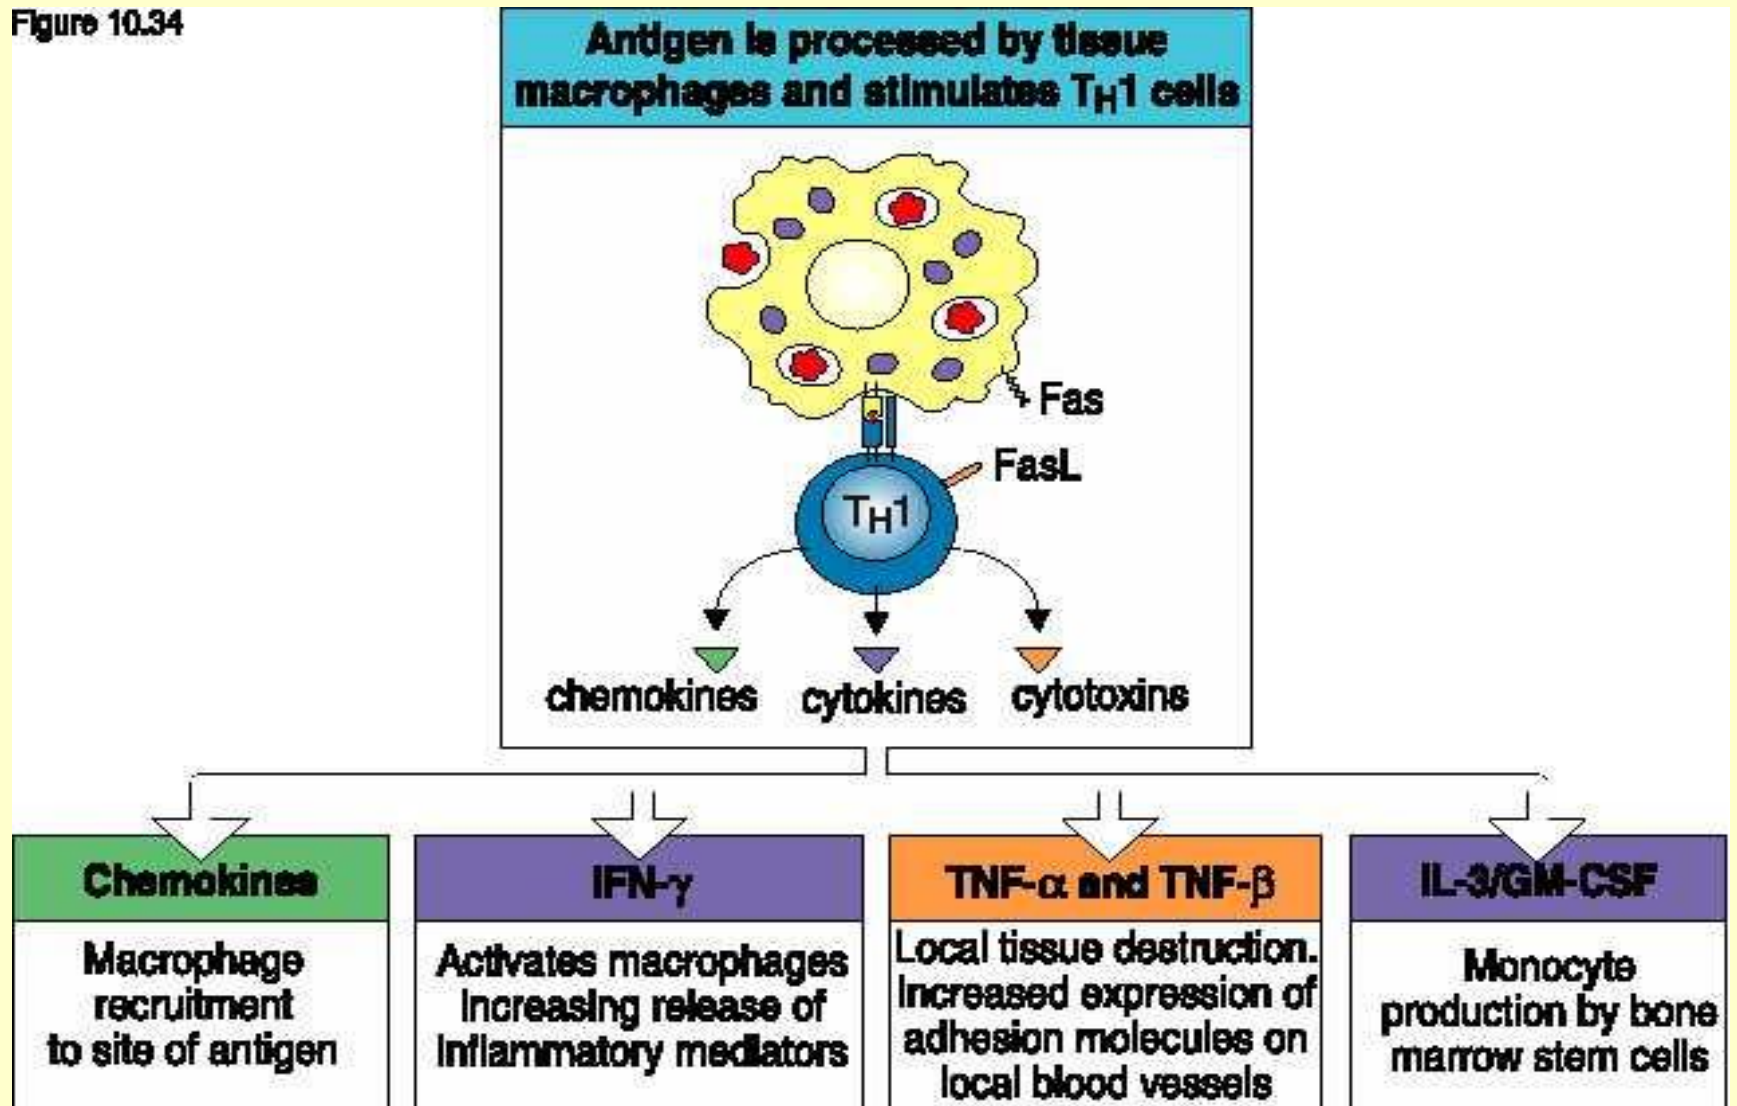 Figure 10.34
Antigen is processed by tissue
macrophages and stimulates TH1 cells
Fas
FasL
TH1
chemokines cytokines cytotoxins
Chemokines
Macrophage
recruitment
to site of antigen
IFN-γ
Activates macrophages
increasing release of
inflammatory mediators
TNF-α and TNF-β
Local tissue destruction.
Increased expression of
adhesion molecules on
local blood vessels
IL-3/GM-CSF
Monocyte
production by bone
marrow stem cells